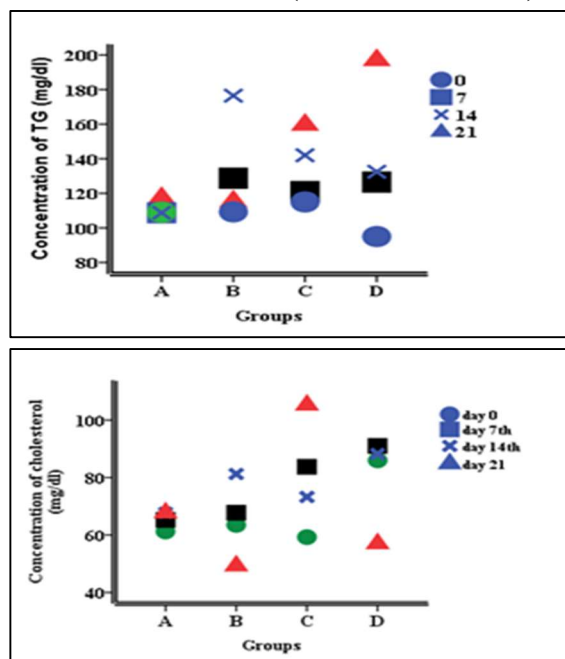 Concentration of TG (mg/dl)
200
180
160
140
120
100
80
A B C D
Groups
0
7
14
21
Concentration of cholesterol
(mg/dl)
100
80
60
40
A B C D
Groups
day 0
day 7th
day 14th
day 21